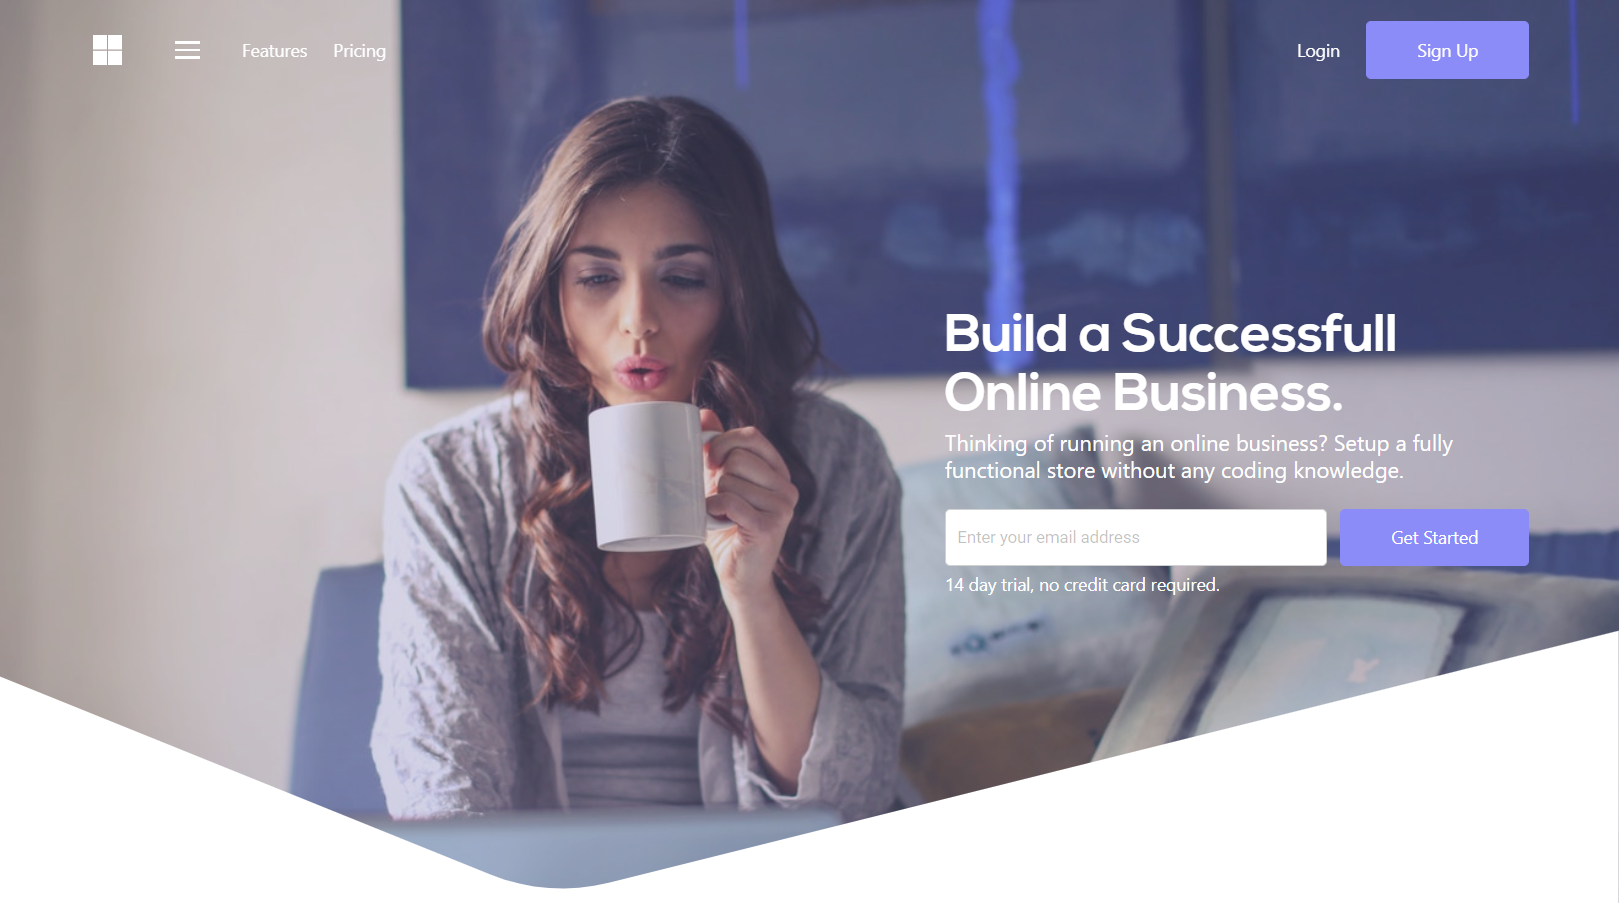 Features
Pricing
Login
Sign Up
Build a Successfull
Online Business.
Thinking of running an online business? Setup a fully
functional store without any coding knowledge.
Enter your email address
Get Started
14 day trial, no credit card required.